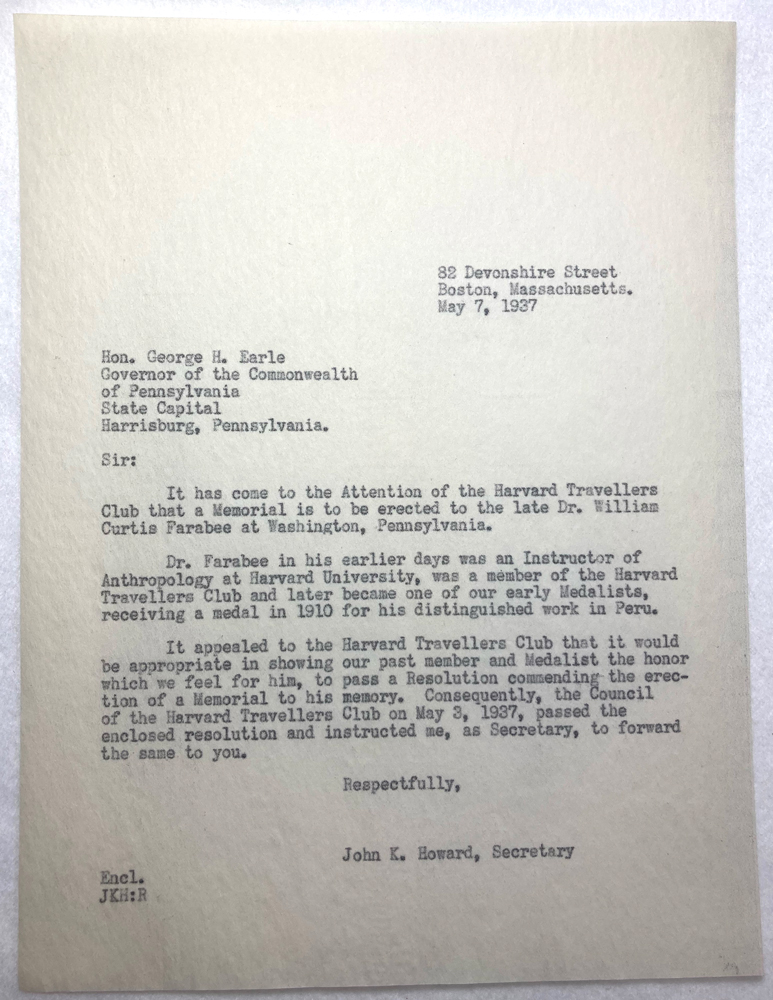 82 Devonshire Street
Boston, Massachusetts.
May 7, 1937
Hon. George H. Earle
Governor of the Commonwealth
of Pennsylvania
State Capital
Harrisburg, Pennsylvania.
Sir:
It has come to the Attention of the Harvard Travellers
Club that a Memorial is to be erected to the late Dr. William
Curtis Farabee at Washington, Pennsylvania.
Dr. Farabee in his earlier days was an Instructor of
Anthropology at Harvard University, was a member of the Harvard
Travellers Club and later became one of our early Medalists,
receiving a medal in 1910 for his distinguished work in Peru.
It appealed to the Harvard Travellers Club that it would
be appropriate in showing our past member and Medalist the honor
which we feel for him, to pass a Resolution commending the erec-
tion of a Memorial to his memory. Consequently, the Council
of the Harvard Travellers Club on May 3, 1937, passed the
enclosed resolution and instructed me, as Secretary, to forward
the same to you.
Respectfully,
John K. Howard, Secretary
Encl.
JKH:R